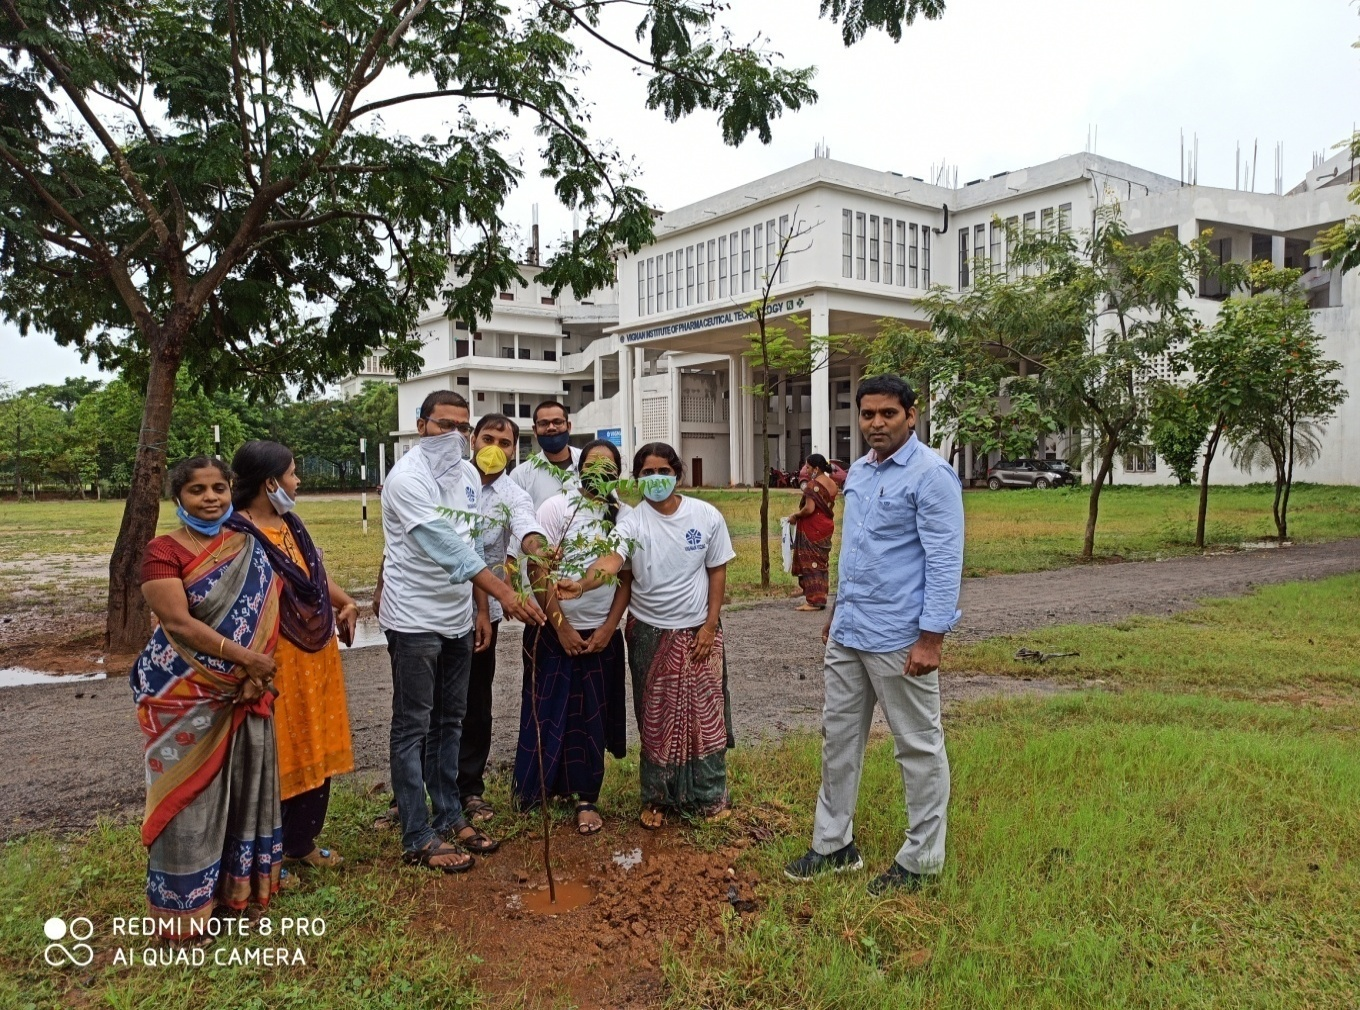 VIGNAN INSTITUTE OF PHARMACEUTICAL TECHNOLOGY
REDMI NOTE 8 PRO
AI QUAD CAMERA